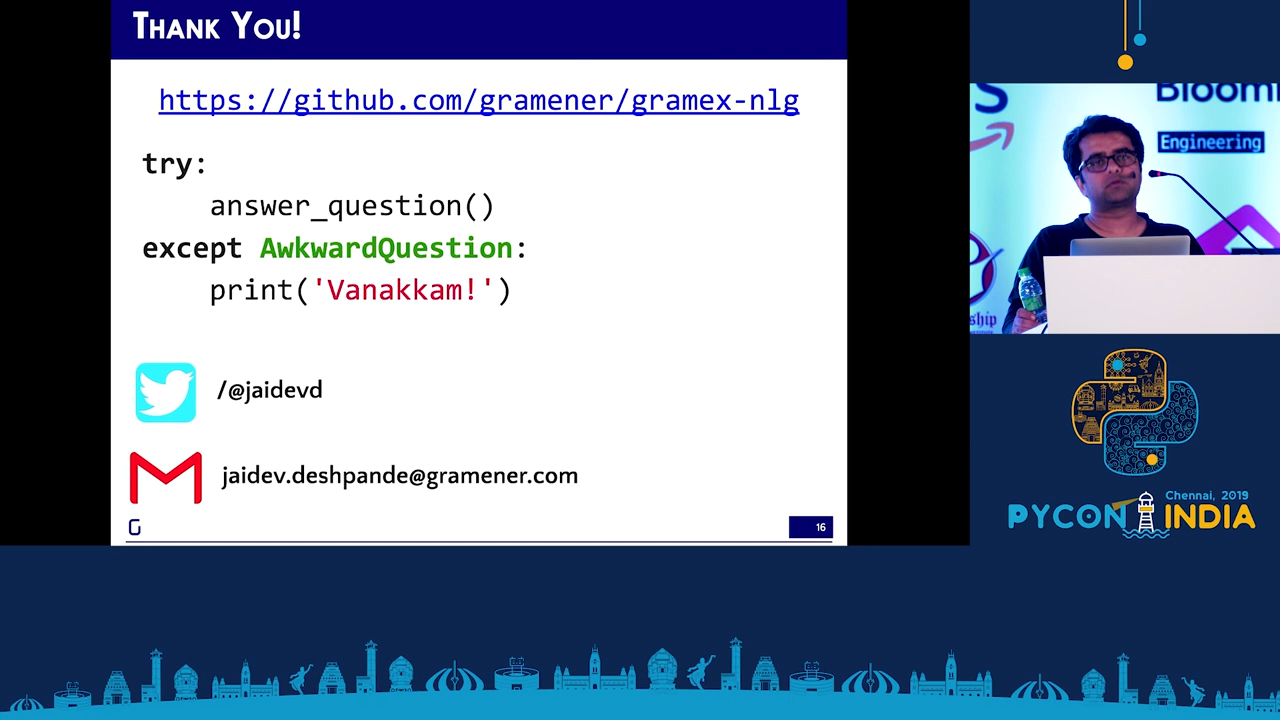 THANK YOU!
https://github.com/gramener/gramex-nlg
try:
answer_question()
except AwkwardQuestion:
print('Vanakkam!')
/@jaidevd
jaidev.deshpande@gramener.com
16
Engineering
Chennai, 2019
PYCON INDIA